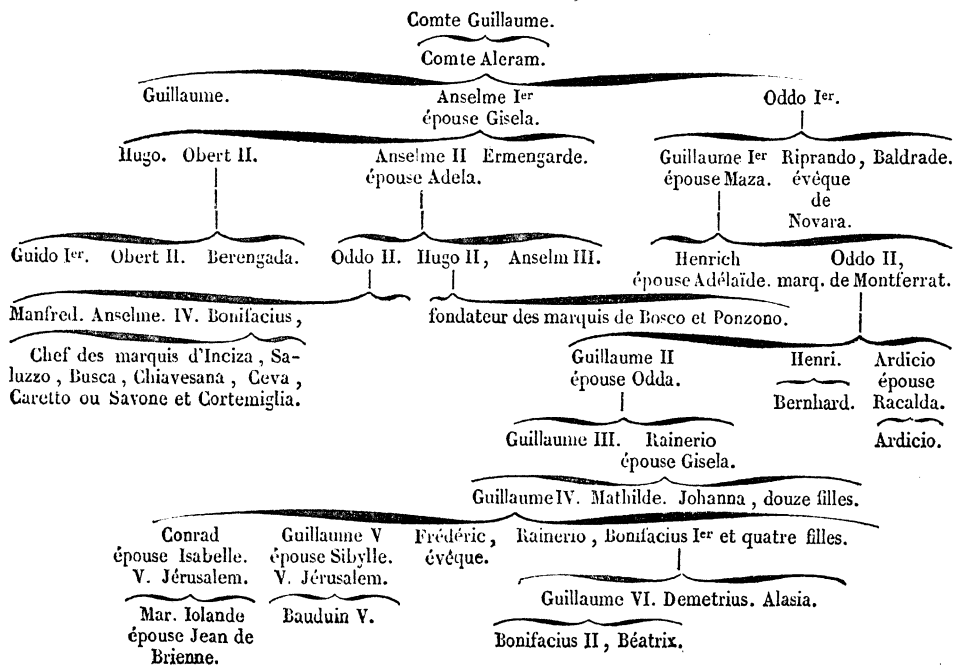 Comte Guillaume.
Comte Aleram.
Guillaume. Anselme Ier Oddo Ier.
épouse Gisela.
Hugo. Obert II. Anselme II Ermengarde. Guillaume Ier Riprando, Baldrade.
épouse Adela. épouse Maza. évéque
de
Novara.
Guido Ier. Obert II. Berengada. Oddo II. Hugo II, Anselm III. Henrich Oddo II,
épouse Adélaïde. marq. de Montferrat.
Manfred. Anselme. IV. Bonifacius, fondateur des marquis de Bosco et Ponzono.
Chef des marquis d'Inciza, Sa-
luzzo, Busca, Chiavesana, Ceva,
Caretto ou Savone et Cortemiglia.
Guillaume II Henri. Ardicio
épouse Odda. épouse
Bernhard. Racalda.
Guillaume III. Rainerio Ardicio.
épouse Gisela.
Guillaume IV. Mathilde. Johanna, douze filles.
Conrad Guillaume V Frédéric, Rainerio, Bonifacius Ier et quatre filles.
épouse Isabelle. épouse Sibylle. évéque.
V. Jérusalem. V. Jérusalem.
Mar. Iolande Bauduin V. Guillaume VI. Demetrius. Alasia.
épouse Jean de
Brienne.
Bonifacius II, Béatrix.